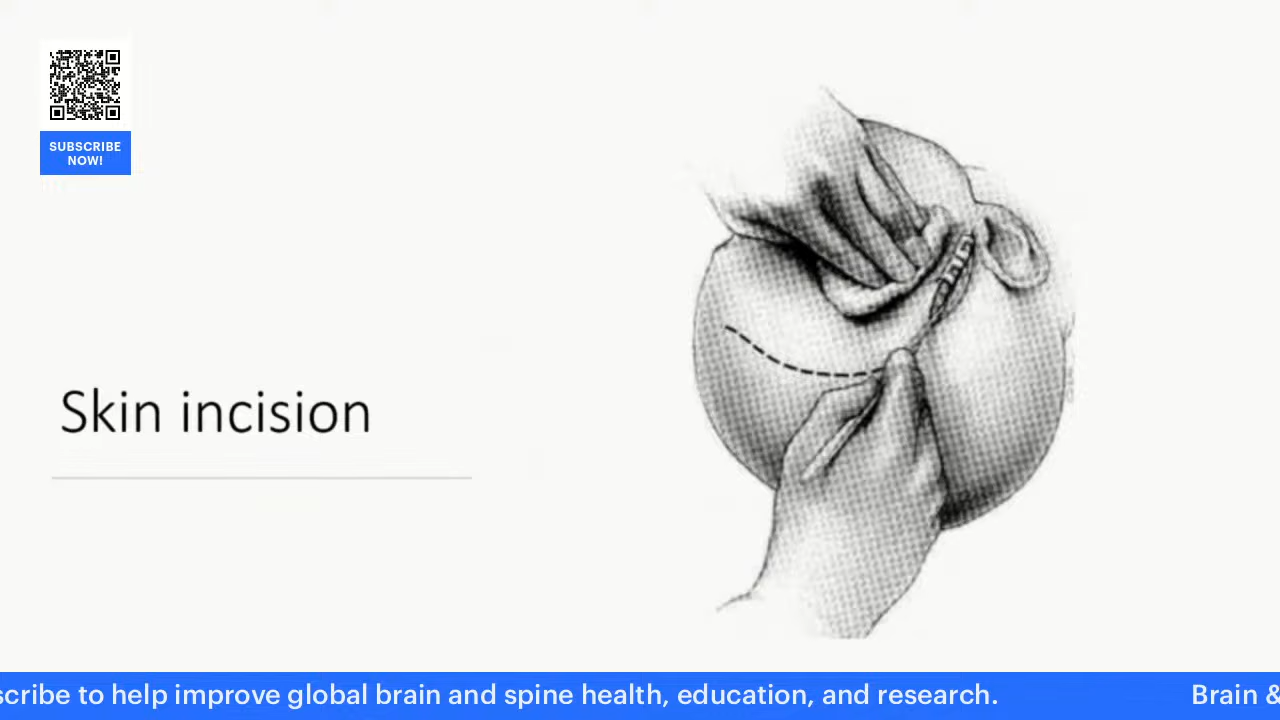 SUBSCRIBE
NOW!
Skin incision
scribe to help improve global brain and spine health, education, and research.
Brain &